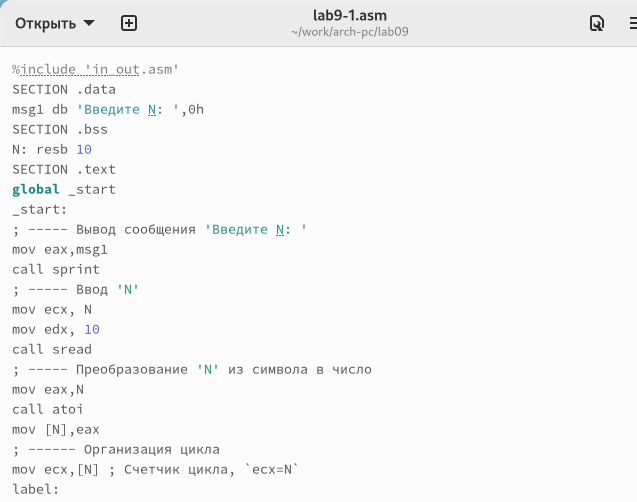 Открыть
lab9-1.asm
~/work/arch-pc/lab09
%include 'in_out.asm'
SECTION .data
msg1 db 'Введите N: ',0h
SECTION .bss
N: resb 10
SECTION .text
global _start
_start:
; ----- Вывод сообщения 'Введите N: '
mov eax,msg1
call sprint
; ----- Ввод 'N'
mov ecx, N
mov edx, 10
call sread
; ----- Преобразование 'N' из символа в число
mov eax,N
call atoi
mov [N],eax
; ------ Организация цикла
mov ecx,[N] ; Счетчик цикла, `ecx=N`
label: